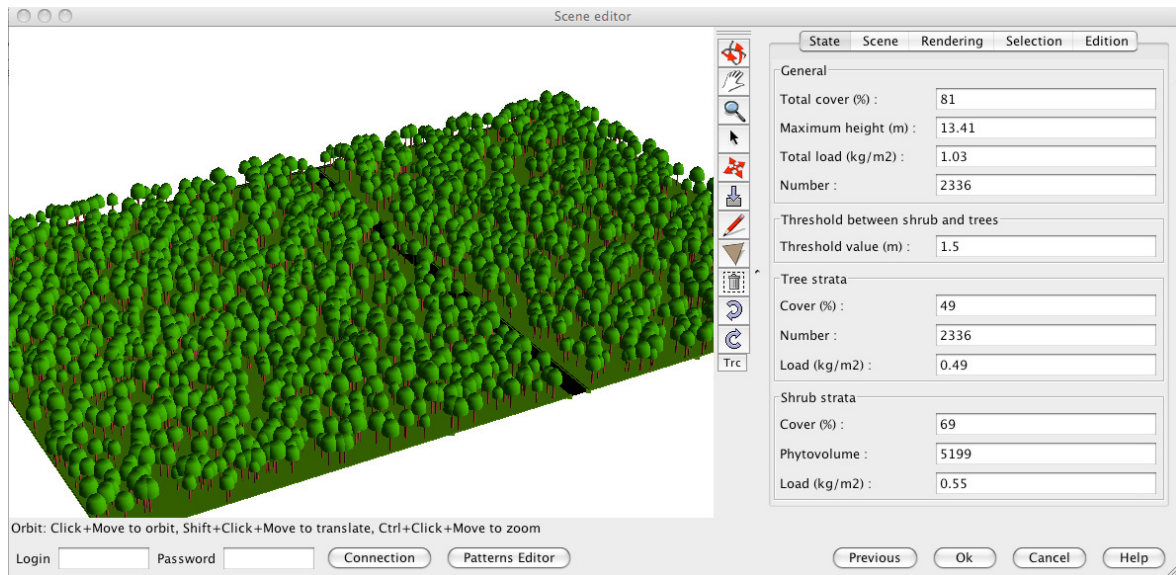 Scene editor
State Scene Rendering Selection Edition
General
Total cover (%) : 81
Maximum height (m) : 13.41
Total load (kg/m2) : 1.03
Number : 2336
Threshold between shrub and trees
Threshold value (m) : 1.5
Tree strata
Cover (%) : 49
Number : 2336
Load (kg/m2) : 0.49
Trc
Shrub strata
Cover (%) : 69
Phytovolume : 5199
Load (kg/m2) : 0.55
Orbit: Click+Move to orbit, Shift+Click+Move to translate, Ctrl+Click+Move to zoom
Login Password Connection Patterns Editor Previous Ok Cancel Help